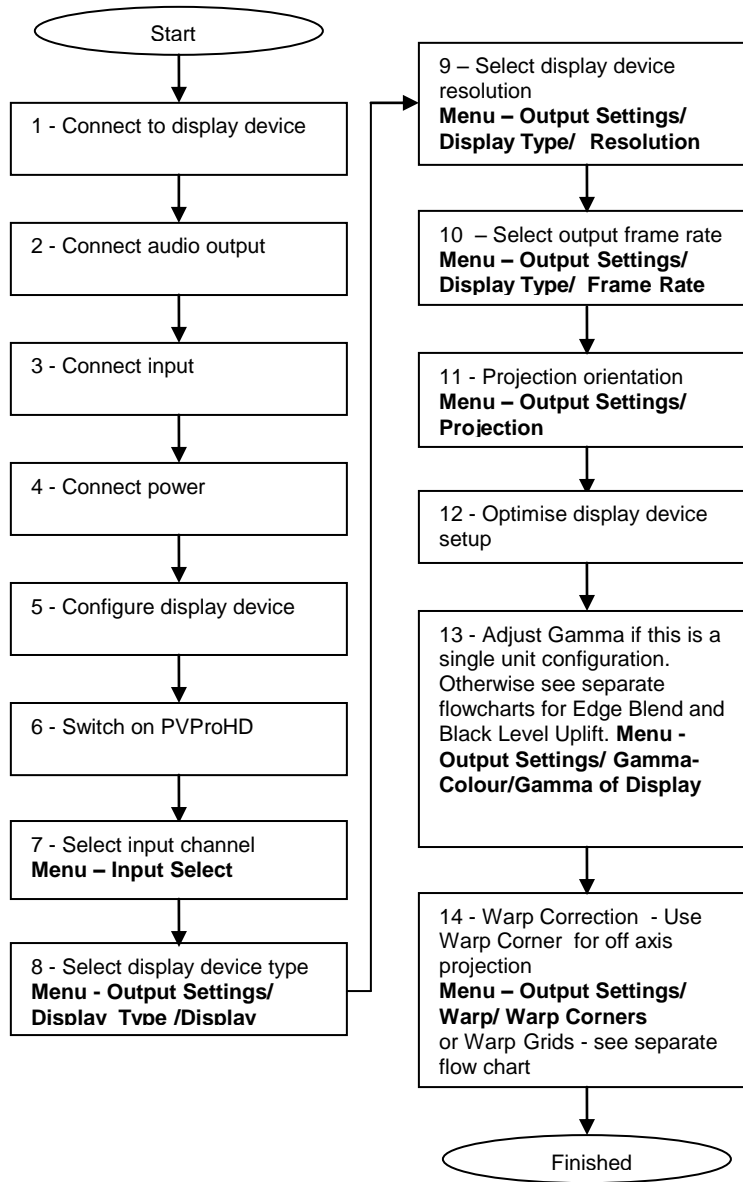 Start
1 - Connect to display device
2 - Connect audio output
3 - Connect input
4 - Connect power
5 - Configure display device
6 - Switch on PVProHD
7 - Select input channel
Menu – Input Select
8 - Select display device type
Menu - Output Settings/
Display Type /Display
9 – Select display device
resolution
Menu – Output Settings/
Display Type/ Resolution
10 – Select output frame rate
Menu – Output Settings/
Display Type/ Frame Rate
11 - Projection orientation
Menu – Output Settings/
Projection
12 - Optimise display device
setup
13 - Adjust Gamma if this is a
single unit configuration.
Otherwise see separate
flowcharts for Edge Blend and
Black Level Uplift. Menu -
Output Settings/ Gamma-
Colour/Gamma of Display
14 - Warp Correction - Use
Warp Corner for off axis
projection
Menu – Output Settings/
Warp/ Warp Corners
or Warp Grids - see separate
flow chart
Finished